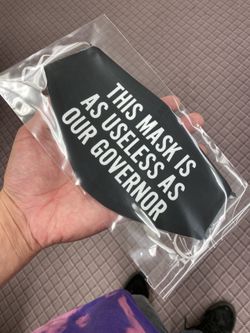 THIS MASK IS
AS USELESS AS
OUR GOVERNOR